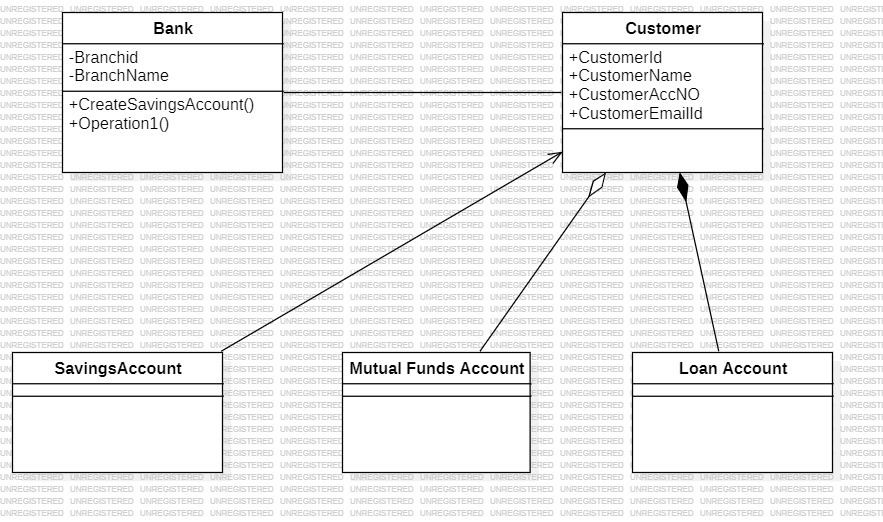 Bank
-Branchid
-BranchName
+CreateSavingsAccount()
+Operation1()
Customer
+CustomerId
+CustomerName
+CustomerAccNO
+CustomerEmailId
SavingsAccount
Mutual Funds Account
Loan Account
UNREGISTERED